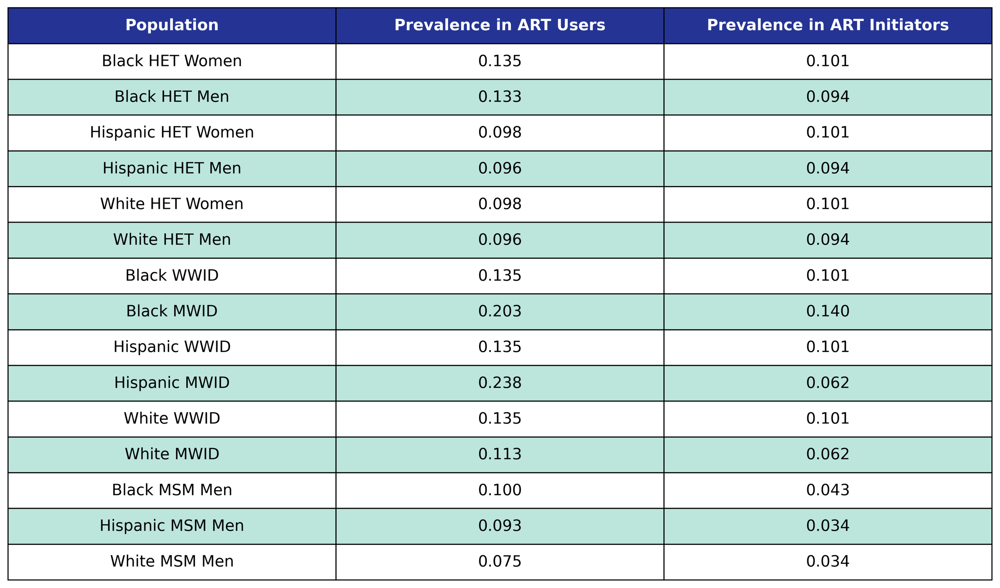 Population Prevalence in ART Users Prevalence in ART Initiators
Black HET Women 0.135 0.101
Black HET Men 0.133 0.094
Hispanic HET Women 0.098 0.101
Hispanic HET Men 0.096 0.094
White HET Women 0.098 0.101
White HET Men 0.096 0.094
Black WWID 0.135 0.101
Black MWID 0.203 0.140
Hispanic WWID 0.135 0.101
Hispanic MWID 0.238 0.062
White WWID 0.135 0.101
White MWID 0.113 0.062
Black MSM Men 0.100 0.043
Hispanic MSM Men 0.093 0.034
White MSM Men 0.075 0.034